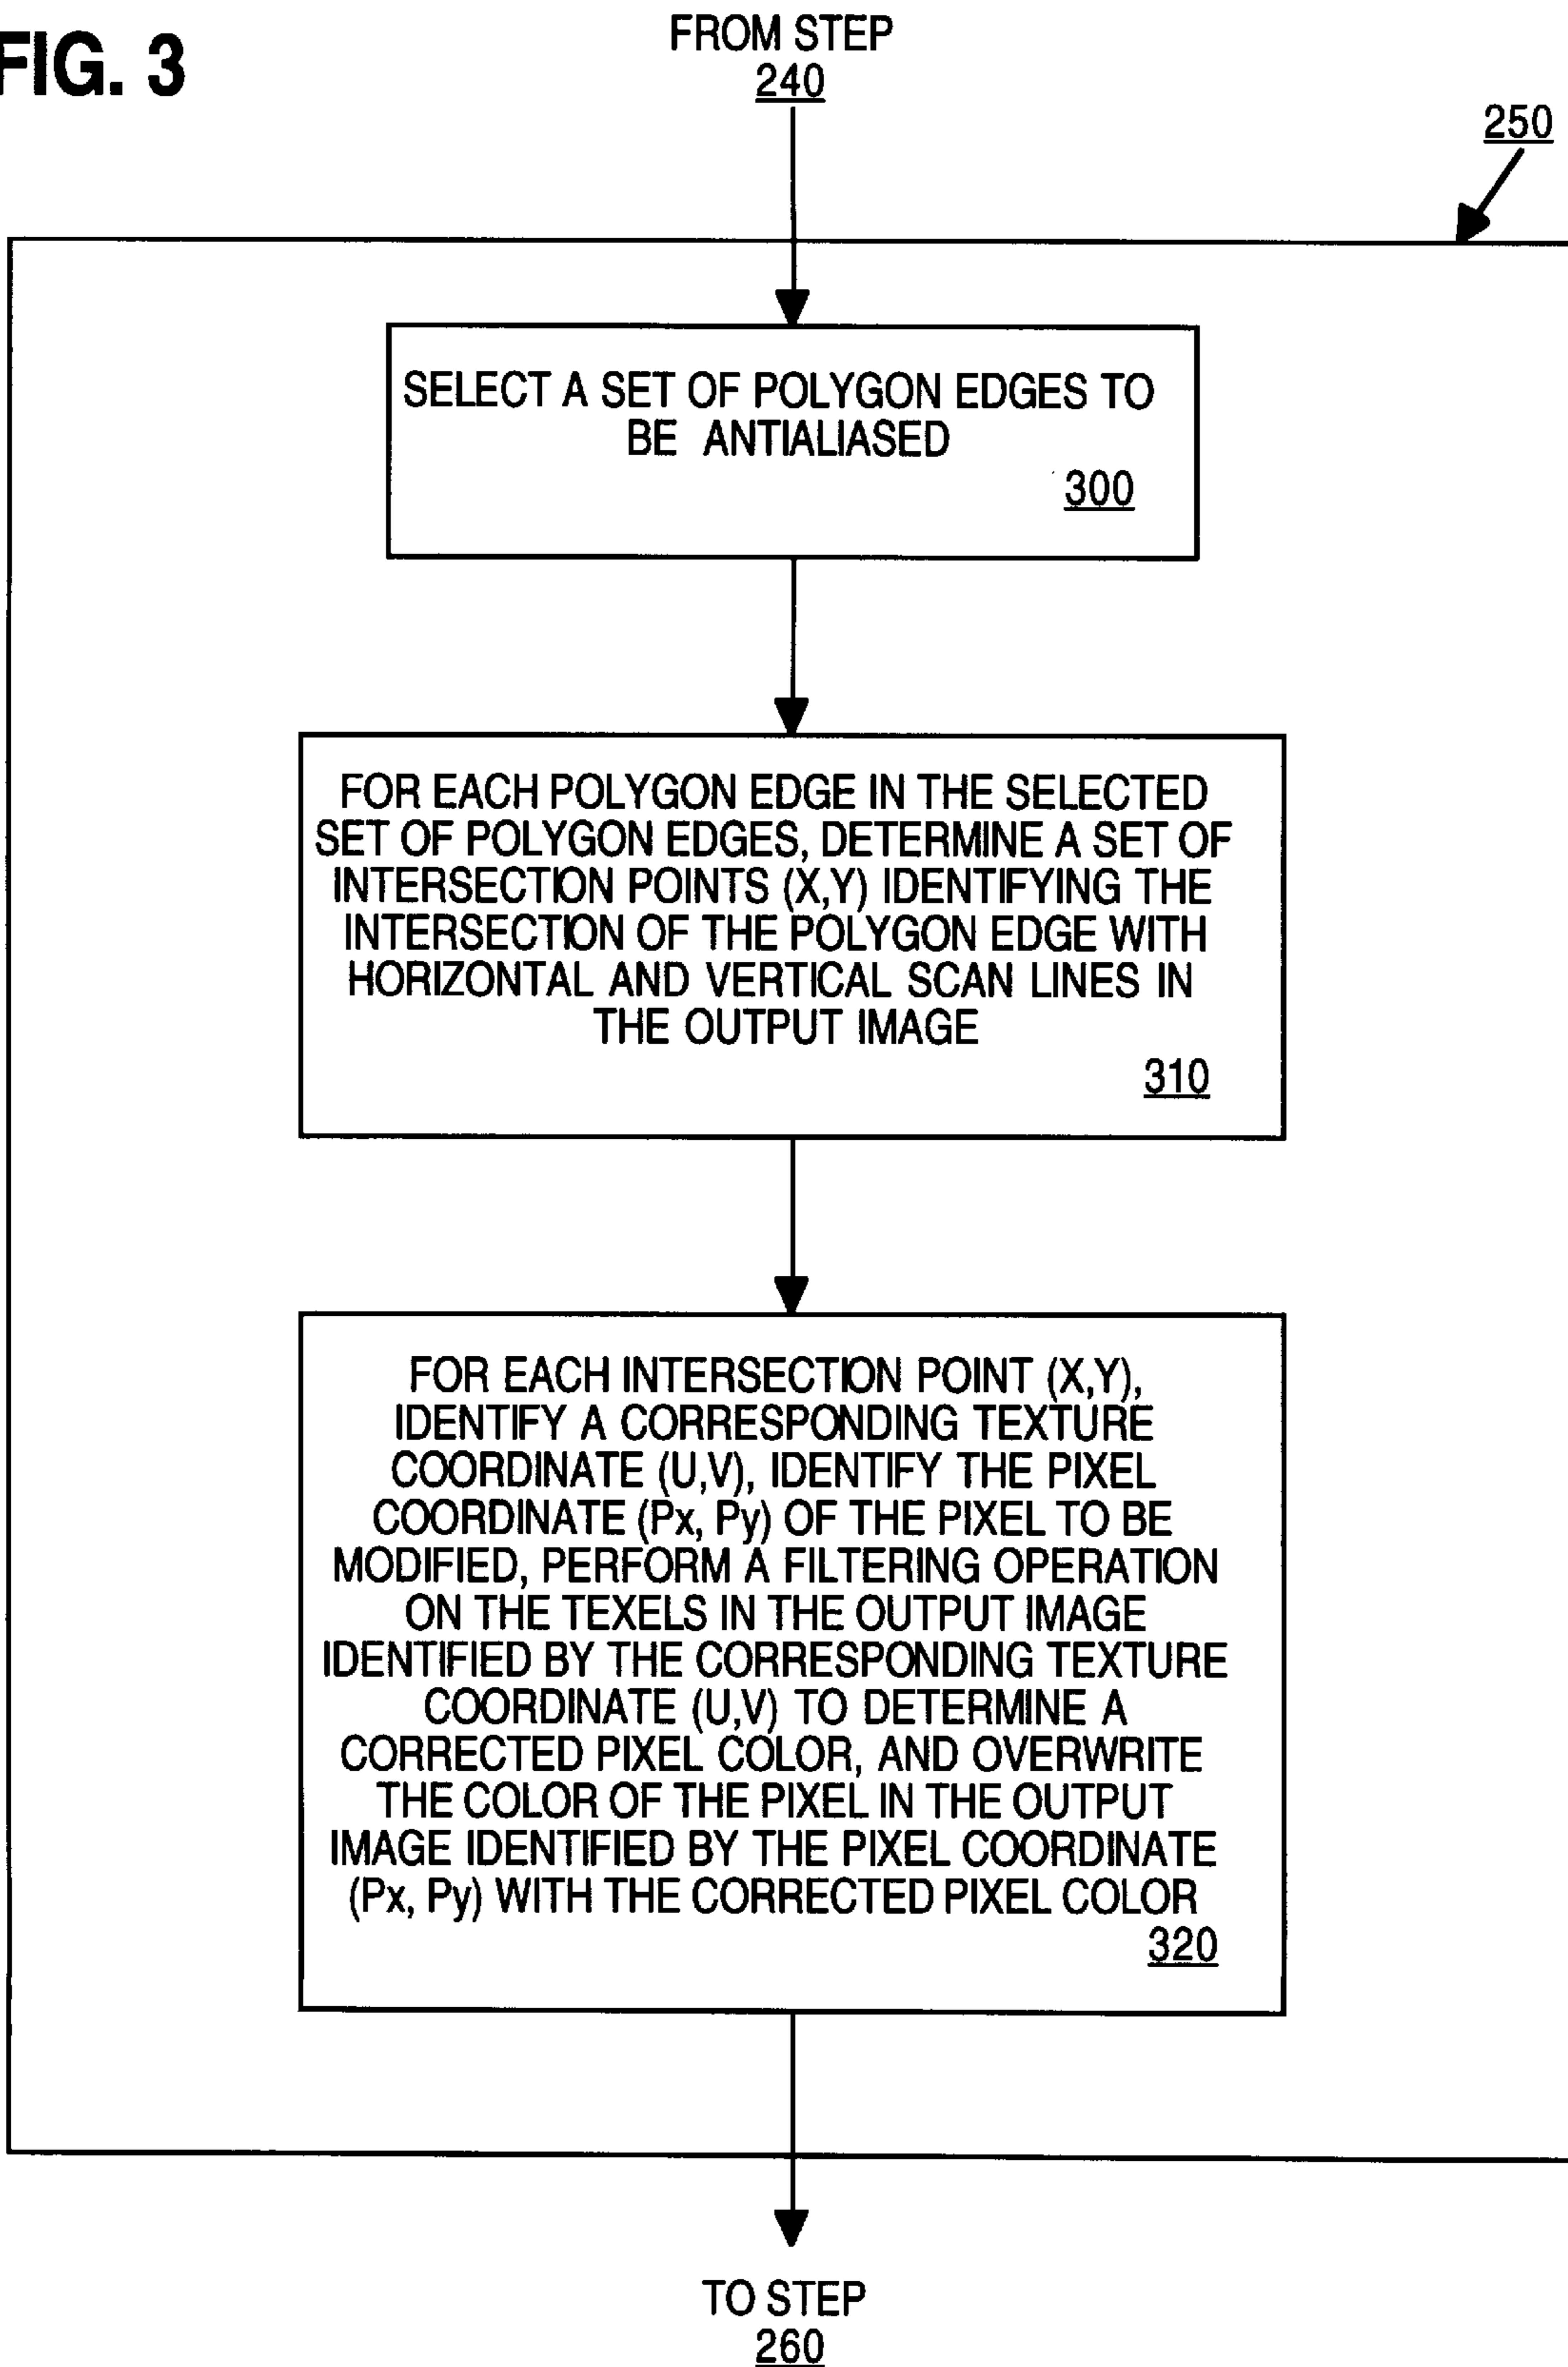 FIG. 3
FROM STEP
240
250
SELECT A SET OF POLYGON EDGES TO
BE ANTIALIASED
300
FOR EACH POLYGON EDGE IN THE SELECTED
SET OF POLYGON EDGES, DETERMINE A SET OF
INTERSECTION POINTS (X,Y) IDENTIFYING THE
INTERSECTION OF THE POLYGON EDGE WITH
HORIZONTAL AND VERTICAL SCAN LINES IN
THE OUTPUT IMAGE
310
FOR EACH INTERSECTION POINT (X,Y),
IDENTIFY A CORRESPONDING TEXTURE
COORDINATE (U,V), IDENTIFY THE PIXEL
COORDINATE (Px, Py) OF THE PIXEL TO BE
MODIFIED, PERFORM A FILTERING OPERATION
ON THE TEXELS IN THE OUTPUT IMAGE
IDENTIFIED BY THE CORRESPONDING TEXTURE
COORDINATE (U,V) TO DETERMINE A
CORRECTED PIXEL COLOR, AND OVERWRITE
THE COLOR OF THE PIXEL IN THE OUTPUT
IMAGE IDENTIFIED BY THE PIXEL COORDINATE
(Px, Py) WITH THE CORRECTED PIXEL COLOR
320
TO STEP
260